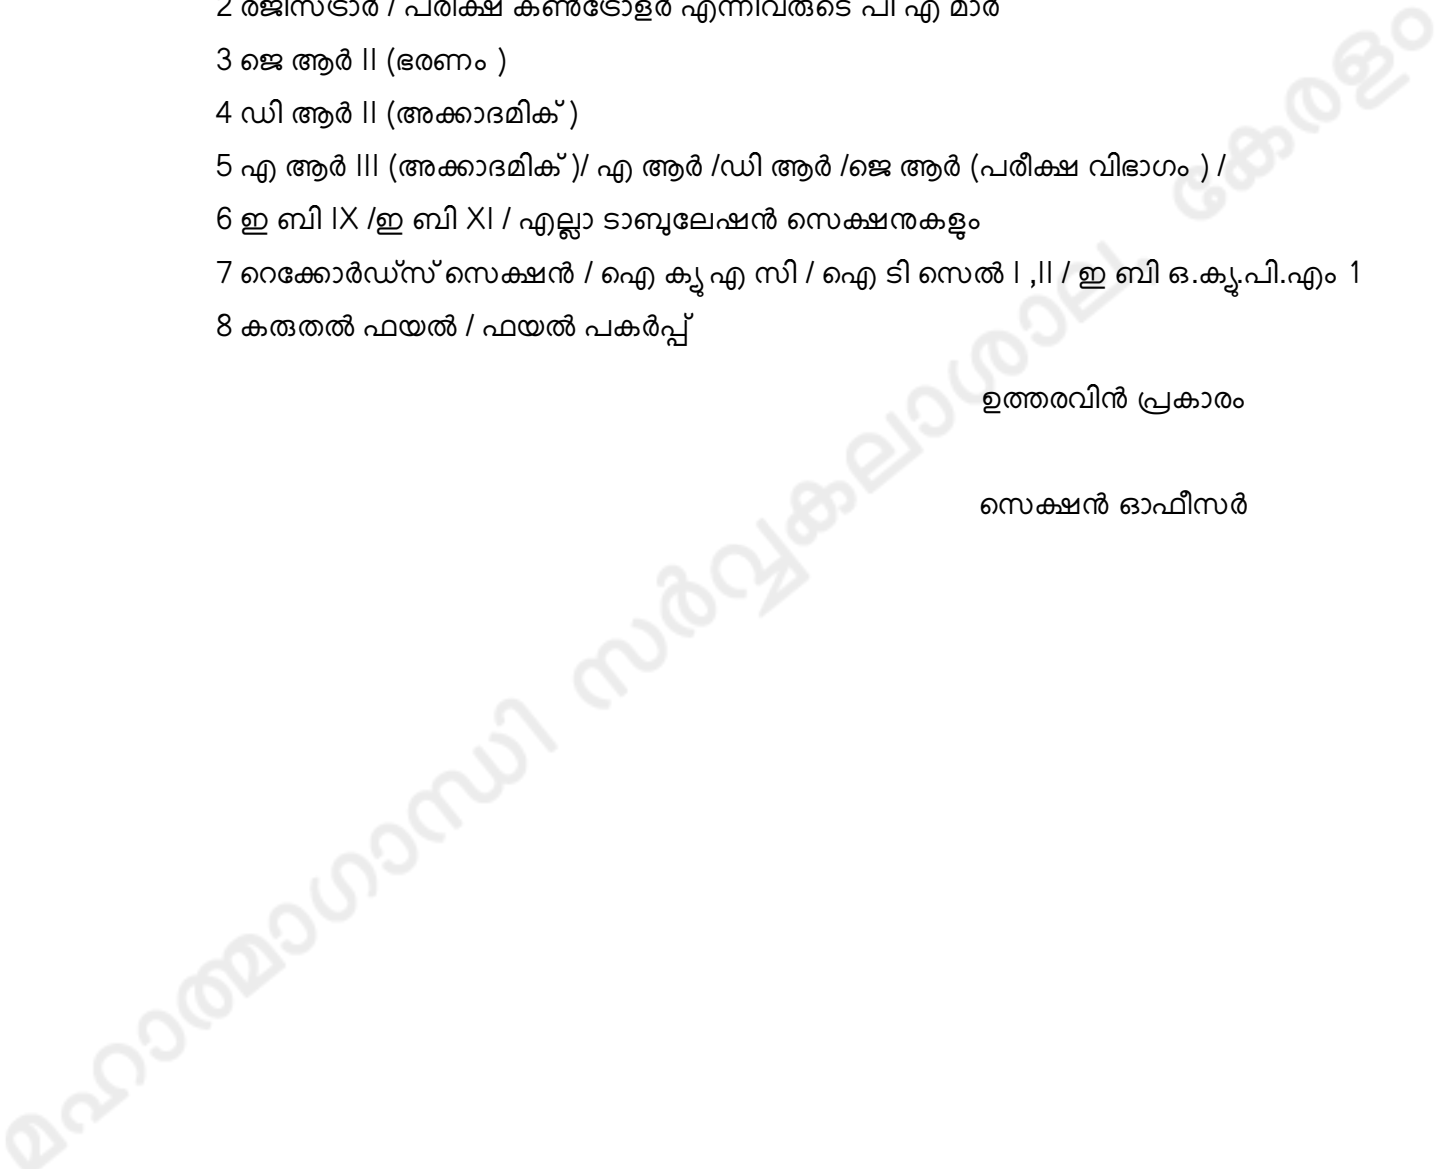 2 രജിസ്ട്രാർ / പരീക്ഷ കൺട്രോളർ എന്നിവരുടെ പി എ മാർ
3 ജെ ആർ II (ഭരണം )
4 ഡി ആർ II (അക്കാദമിക് )
5 എ ആർ III (അക്കാദമിക് )/ എ ആർ /ഡി ആർ /ജെ ആർ (പരീക്ഷ വിഭാഗം ) /
6 ഇ ബി IX /ഇ ബി XI / എല്ലാ ടാബുലേഷൻ സെക്ഷനുകളും
7 റെക്കോർഡ്സ് സെക്ഷൻ / ഐ ക്യു എ സി / ഐ ടി സെൽ I ,II / ഇ ബി ഒ.ക്യു.പി.എം 1
8 കരുതൽ ഫയൽ / ഫയൽ പകർപ്പ്
ഉത്തരവിൻ പ്രകാരം
സെക്ഷൻ ഓഫീസർ
മഹാത്മാഗാന്ധി സർവ്വകലാശാല, കേരളം